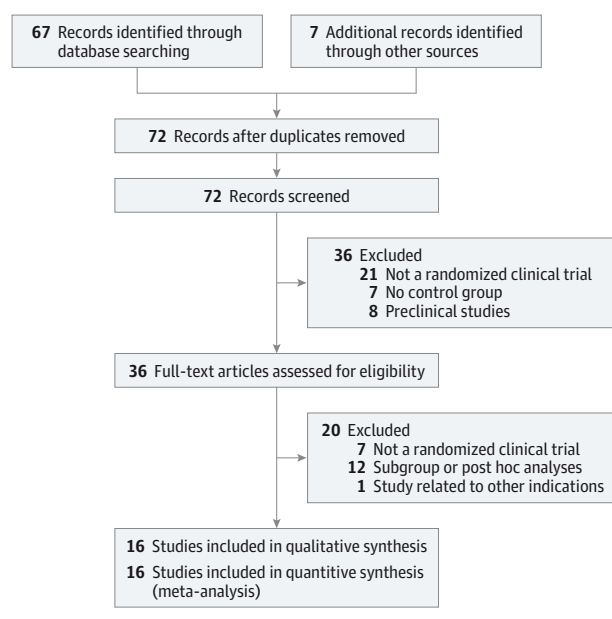 67 Records identified through
database searching
7 Additional records identified
through other sources
72 Records after duplicates removed
72 Records screened
36 Excluded
21 Not a randomized clinical trial
7 No control group
8 Preclinical studies
36 Full-text articles assessed for eligibility
20 Excluded
7 Not a randomized clinical trial
12 Subgroup or post hoc analyses
1 Study related to other indications
16 Studies included in qualitative synthesis
16 Studies included in quantitive synthesis
(meta-analysis)